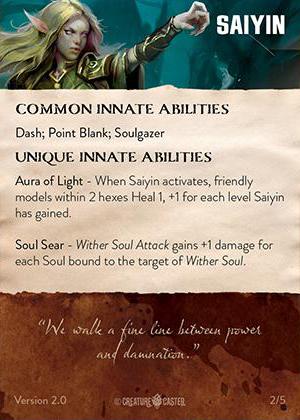 SAIYIN
COMMON INNATE ABILITIES
Dash; Point Blank; Soulgazer
UNIQUE INNATE ABILITIES
Aura of Light - When Saiyin activates, friendly
models within 2 hexes Heal 1, +1 for each level Saiyin
has gained.
Soul Sear - Wither Soul Attack gains +1 damage for
each Soul bound to the target of Wither Soul.
"We walk a fine line between power
and damnation."
Version 2.0 © CREATURE CASTER 2/5